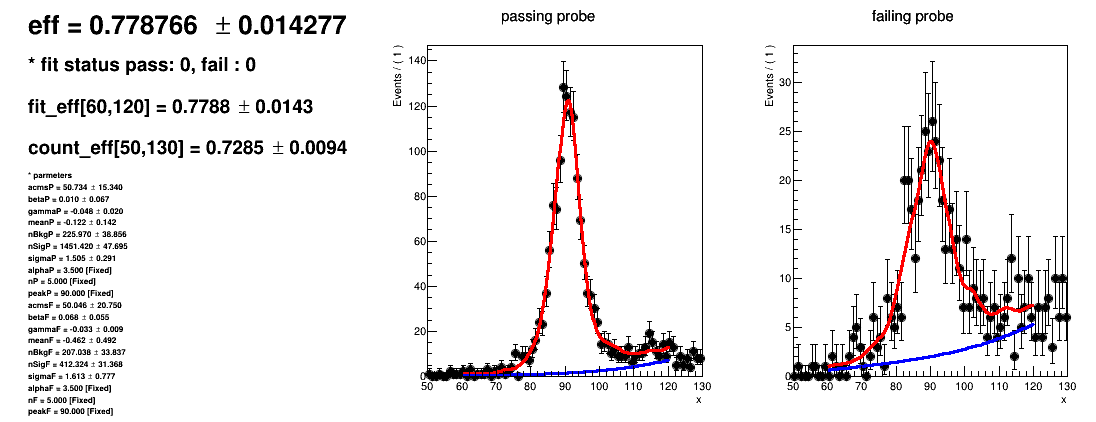 eff = 0.778766 ± 0.014277
* fit status pass: 0, fail : 0
fit_eff[60,120] = 0.7788 ± 0.0143
count_eff[50,130] = 0.7285 ± 0.0094
* parmeters
acmsP = 50.734 ± 15.340
betaP = 0.010 ± 0.067
gammaP = -0.048 ± 0.020
meanP = -0.122 ± 0.142
nBkgP = 225.970 ± 38.856
nSigP = 1451.420 ± 47.695
sigmaP = 1.505 ± 0.291
alphaP = 3.500 [Fixed]
nP = 5.000 [Fixed]
peakP = 90.000 [Fixed]
acmsF = 50.046 ± 20.750
betaF = 0.068 ± 0.055
gammaF = -0.033 ± 0.009
meanF = -0.462 ± 0.492
nBkgF = 207.038 ± 33.837
nSigF = 412.324 ± 31.368
sigmaF = 1.613 ± 0.777
alphaF = 3.500 [Fixed]
nF = 5.000 [Fixed]
peakF = 90.000 [Fixed]
passing probe
Events / ( 1 )
140
120
100
80
60
40
20
0
50 60 70 80 90 100 110 120 130
x
failing probe
Events / ( 1 )
30
25
20
15
10
5
0
50 60 70 80 90 100 110 120 130
x